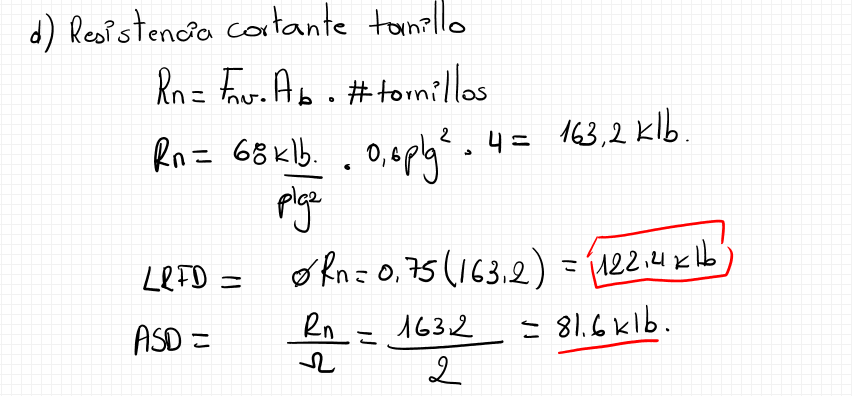 d) Resistencia cortante tornillo
Rn = Fnv. Ab . # tornillos
Rn = 68 klb./plg² . 0,6 plg² . 4 = 163,2 klb.
LRFD = ϕRn = 0,75(163,2) = 122,4 klb
ASD = Rn/Ω = 163.2/2 = 81.6 klb.